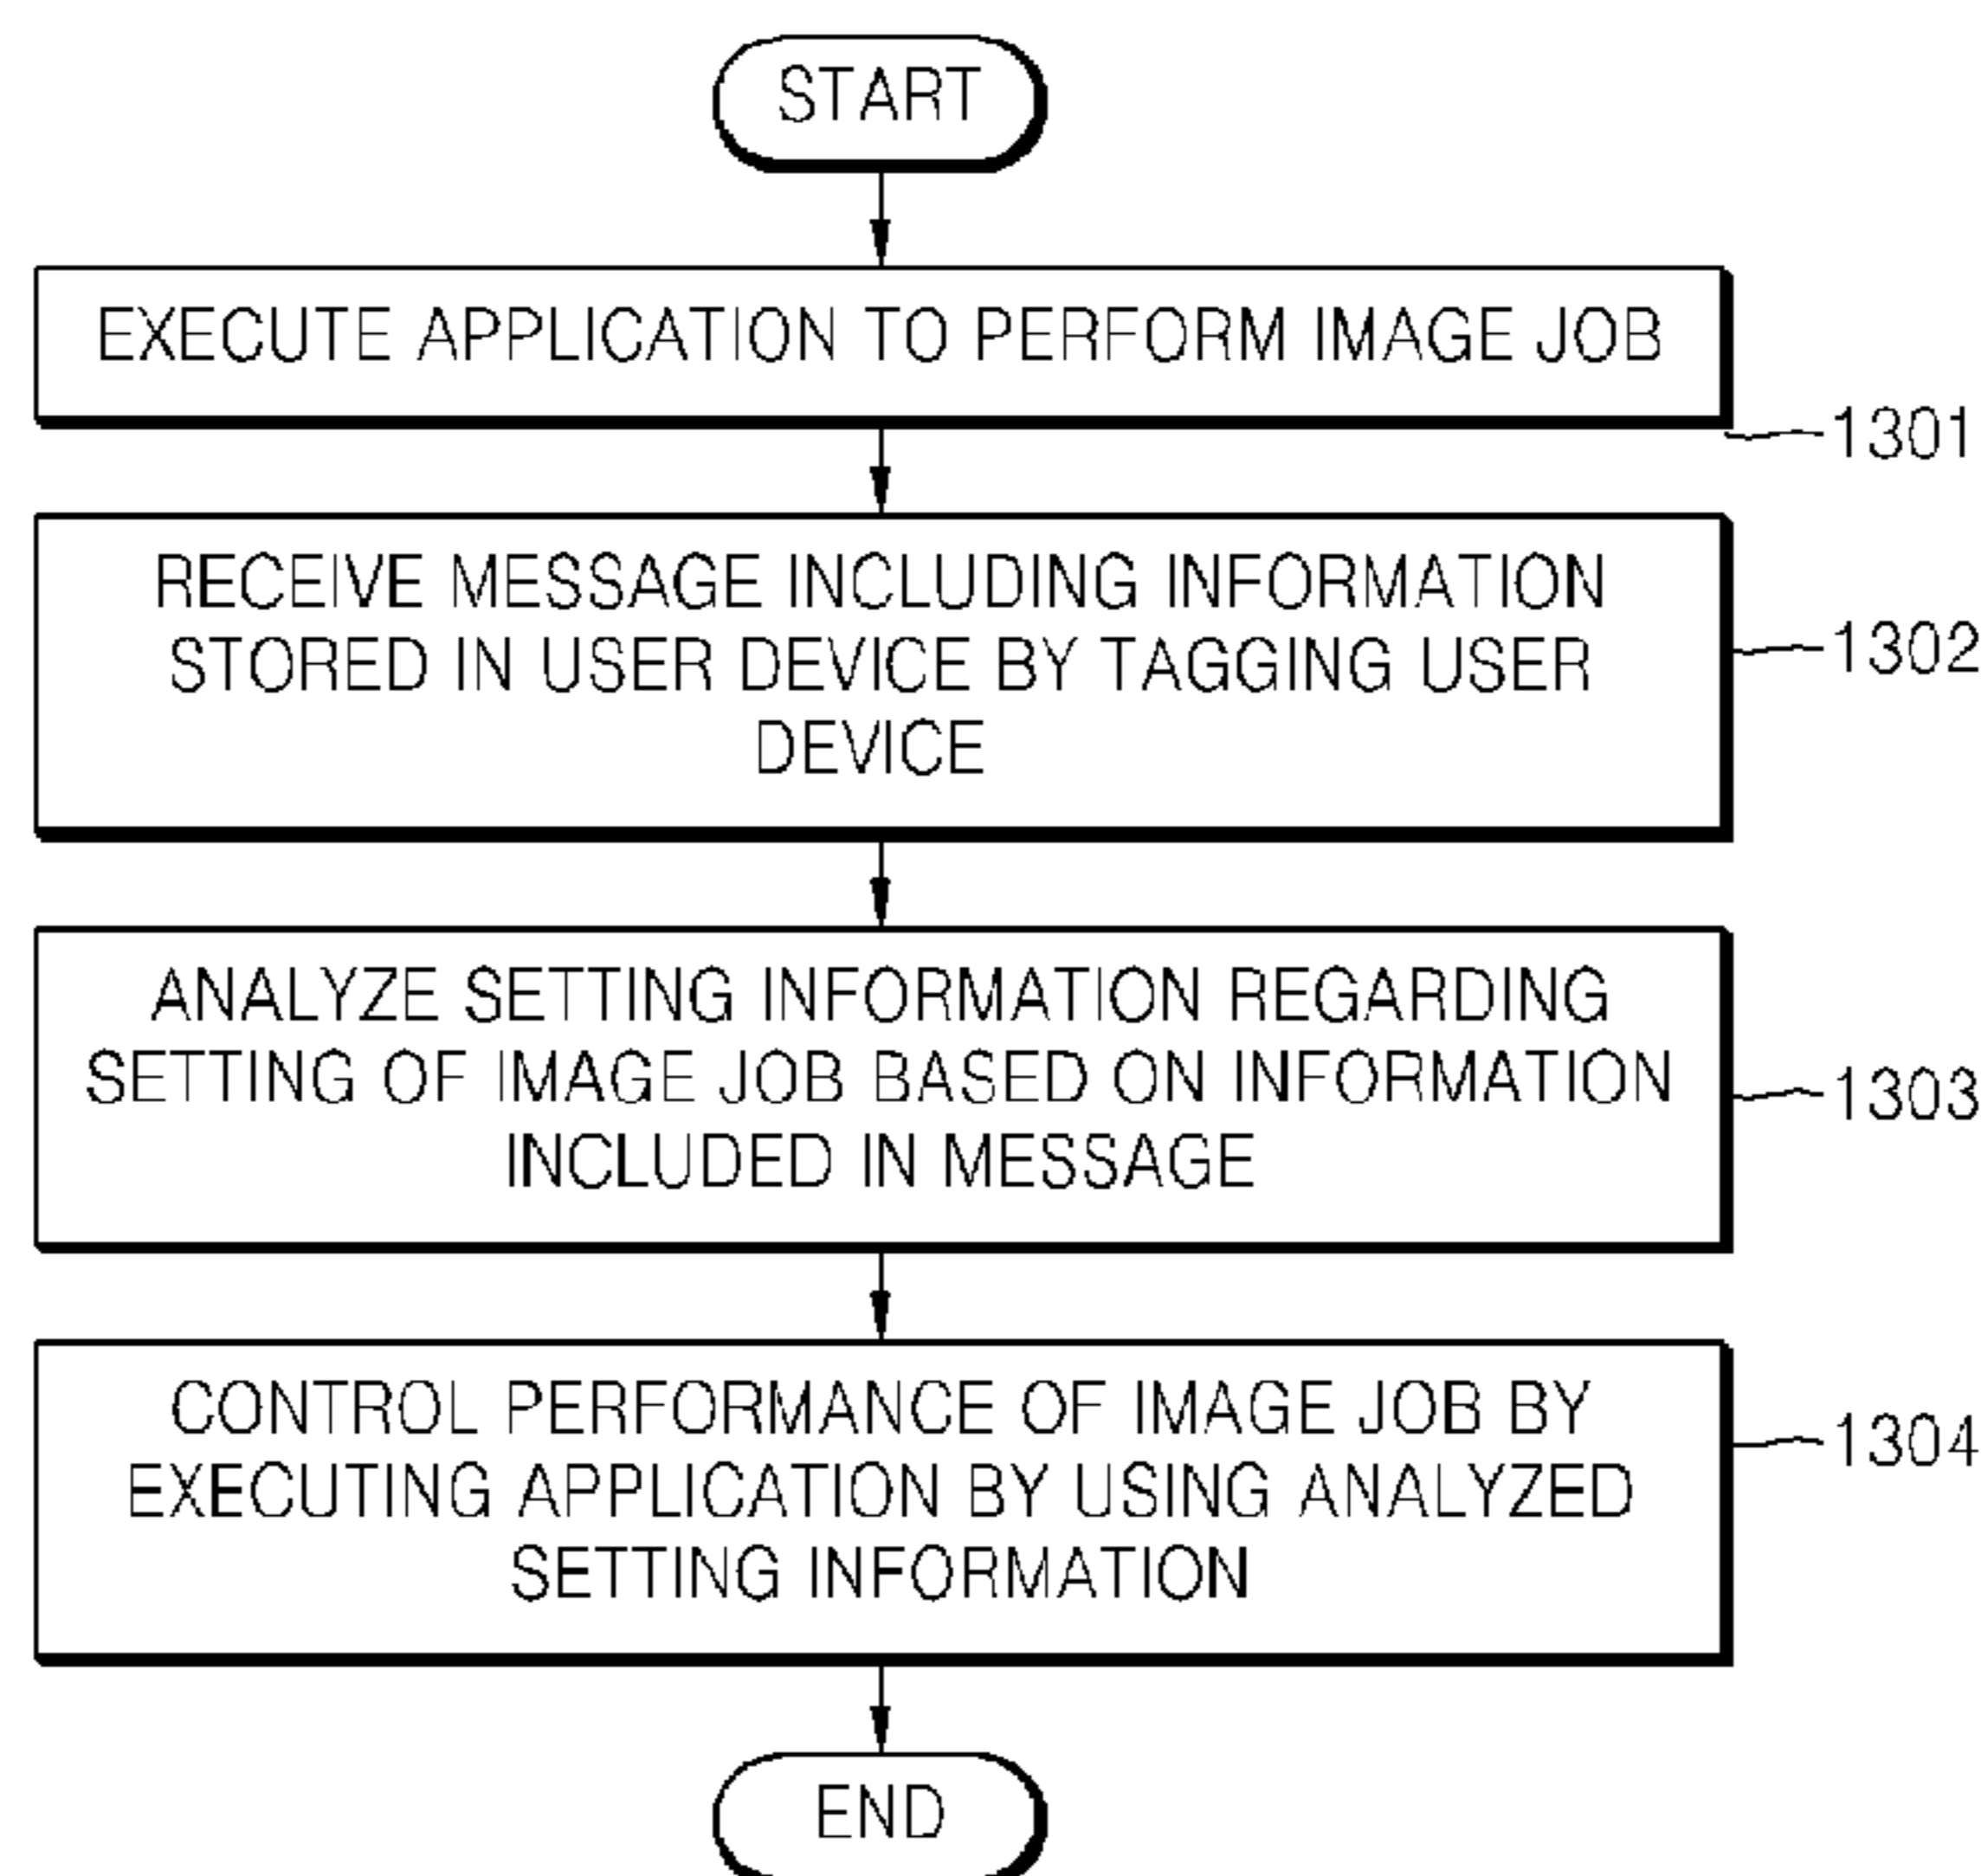 START
EXECUTE APPLICATION TO PERFORM IMAGE JOB
1301
RECEIVE MESSAGE INCLUDING INFORMATION
STORED IN USER DEVICE BY TAGGING USER
DEVICE
1302
ANALYZE SETTING INFORMATION REGARDING
SETTING OF IMAGE JOB BASED ON INFORMATION
INCLUDED IN MESSAGE
1303
CONTROL PERFORMANCE OF IMAGE JOB BY
EXECUTING APPLICATION BY USING ANALYZED
SETTING INFORMATION
1304
END